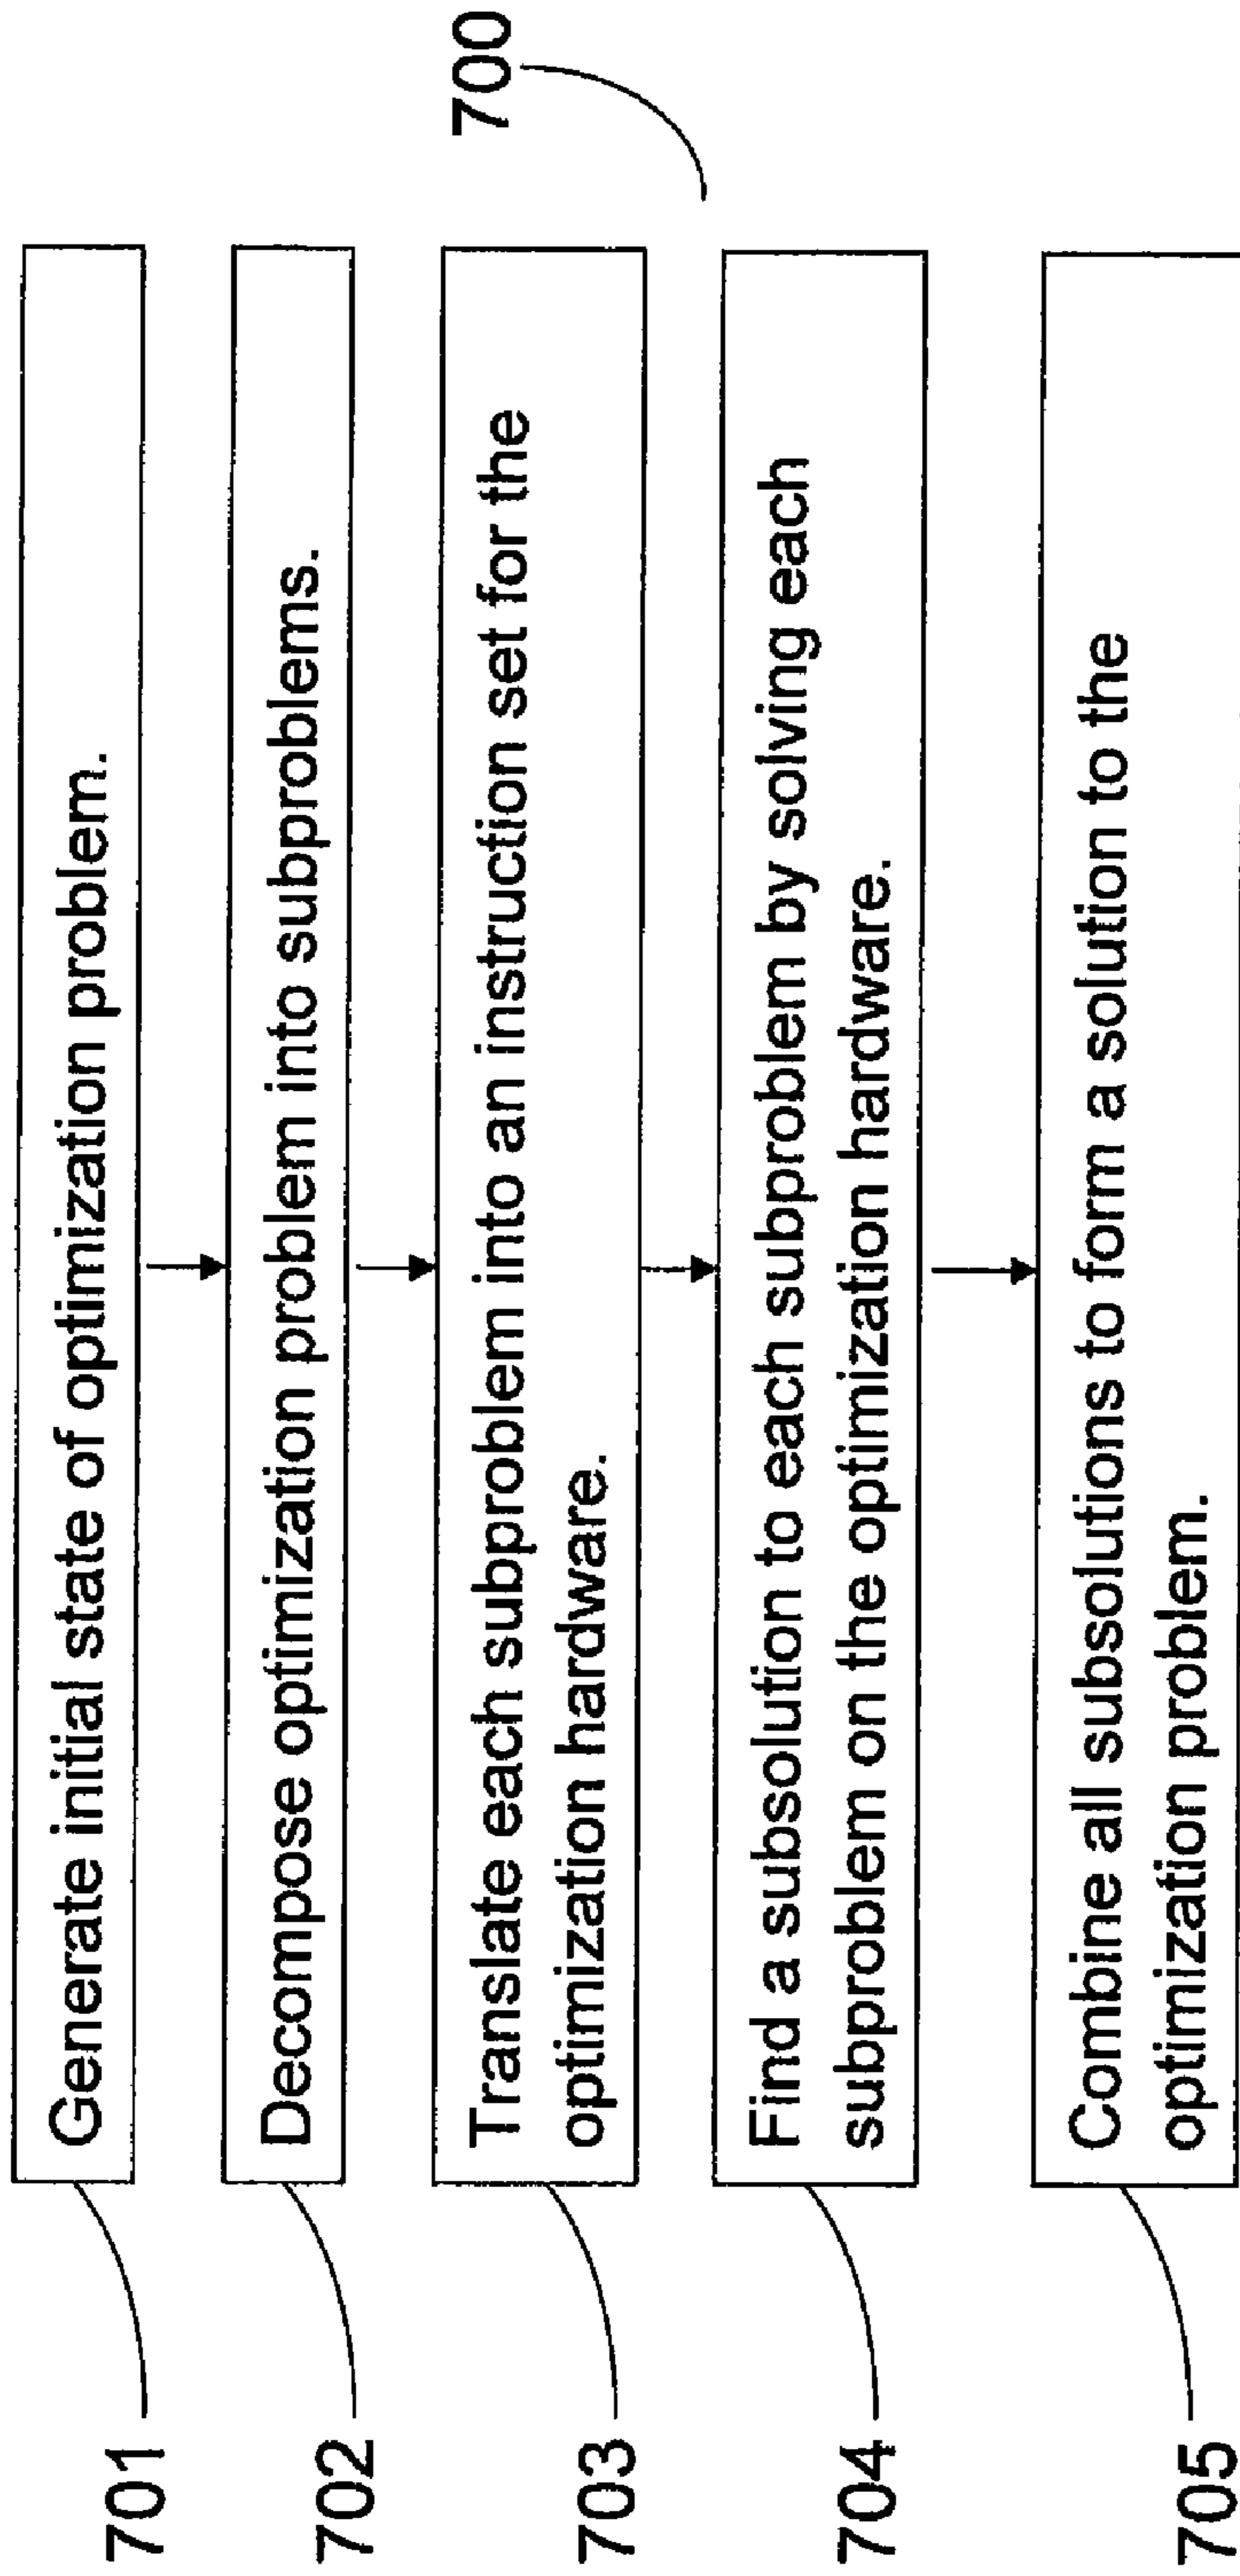 700
701
Generate initial state of optimization problem.
702
Decompose optimization problem into subproblems.
703
Translate each subproblem into an instruction set for the
optimization hardware.
704
Find a subsolution to each subproblem by solving each
subproblem on the optimization hardware.
705
Combine all subsolutions to form a solution to the
optimization problem.